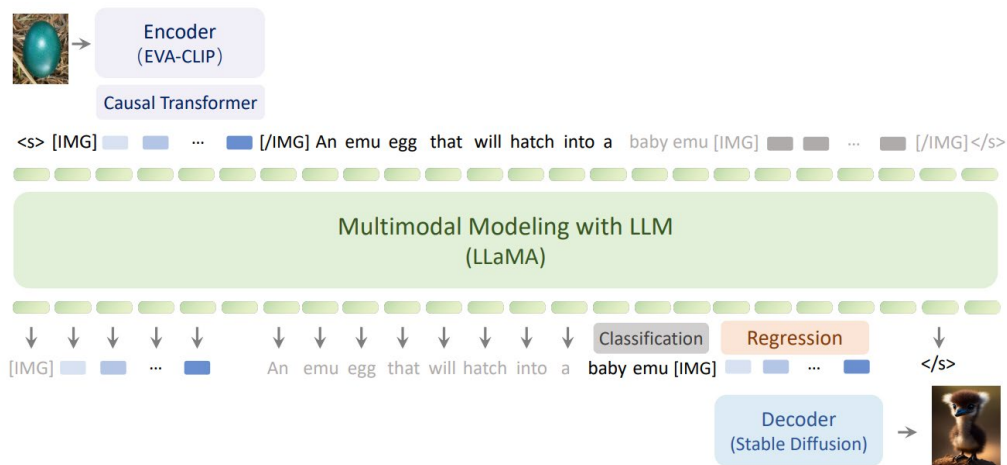 Encoder
(EVA-CLIP)
Causal Transformer
<s> [IMG] ... [/IMG] An emu egg that will hatch into a baby emu [IMG] ... [/IMG] </s>
Multimodal Modeling with LLM
(LLaMA)
Classification Regression
[IMG] ... An emu egg that will hatch into a baby emu [IMG] ... </s>
Decoder
(Stable Diffusion)